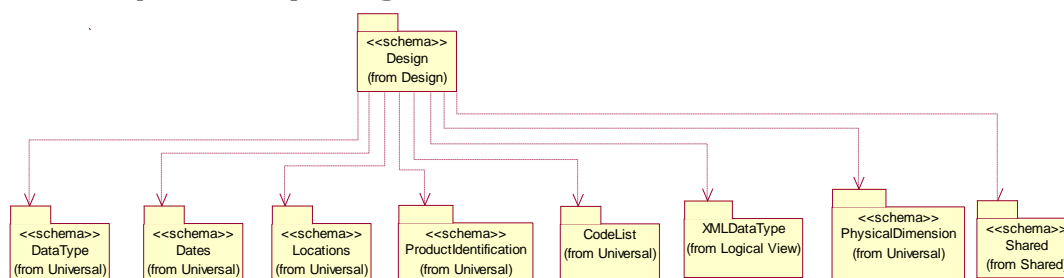 <<schema>>
Design
(from Design)
<<schema>>
DataType
(from Universal)
<<schema>>
Dates
(from Universal)
<<schema>>
Locations
(from Universal)
<<schema>>
ProductIdentification
(from Universal)
CodeList
(from Universal)
XMLDataType
(from Logical View)
<<schema>>
PhysicalDimension
(from Universal)
<<schema>>
Shared
(from Shared)